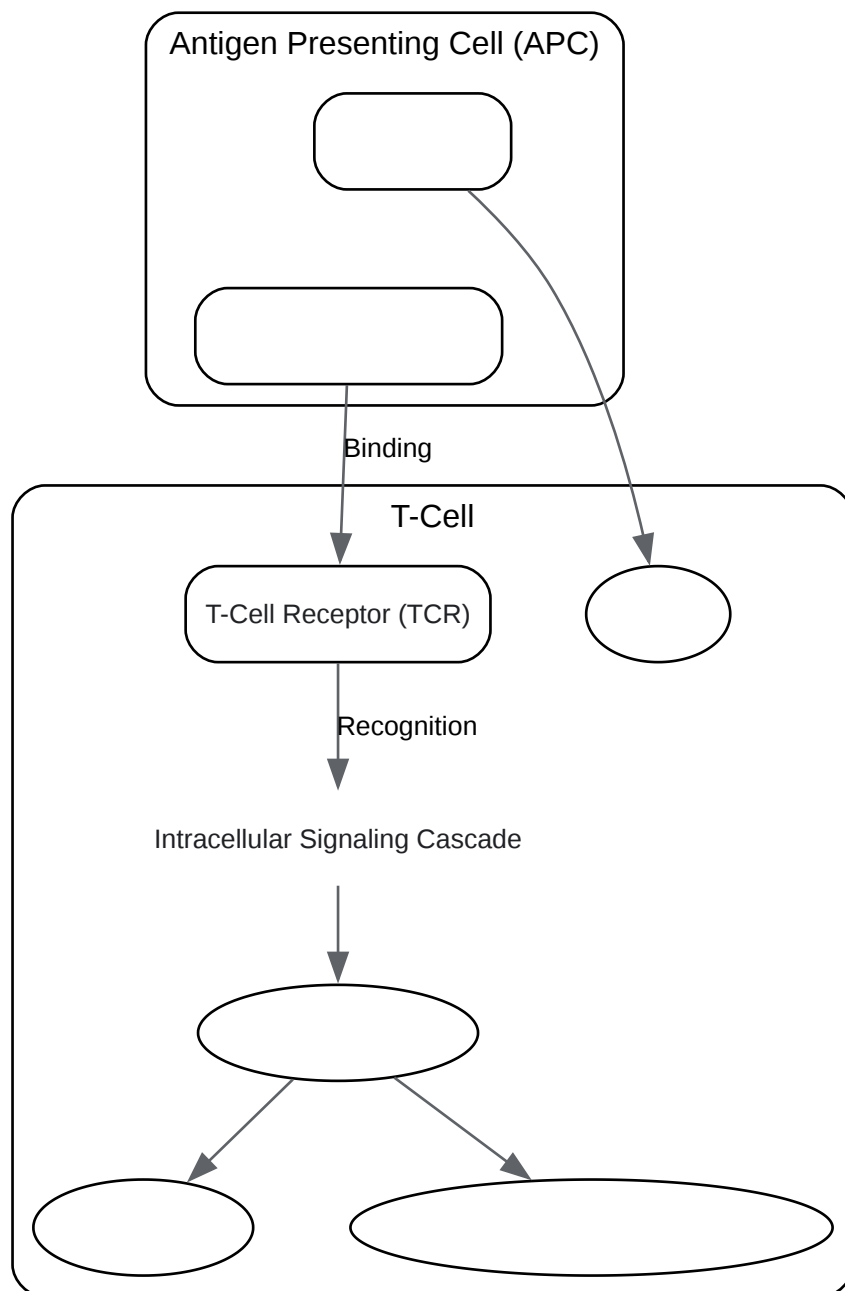 Antigen Presenting Cell (APC)
Binding
T-Cell
T-Cell Receptor (TCR)
Recognition
Intracellular Signaling Cascade